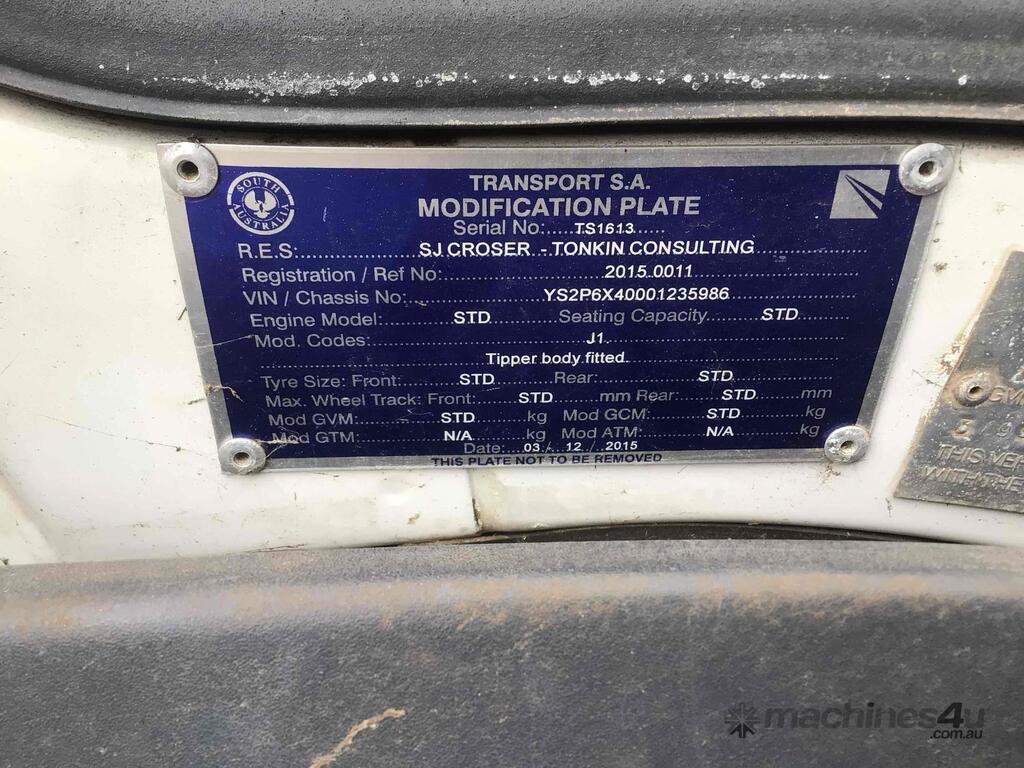 SOUTH AUSTRALIA
TRANSPORT S.A.
MODIFICATION PLATE
Serial No:.....TS1613......
R.E.S:..............SJ CROSER - TONKIN CONSULTING
Registration / Ref No:..............2015.0011
VIN / Chassis No:..............YS2P6X40001235986
Engine Model:..............STD..............Seating Capacity..............STD
Mod. Codes:..............J1
Tipper body fitted
Tyre Size: Front:..........STD..........Rear:..............STD
Max. Wheel Track: Front:..........STD..........mm Rear:..........STD..........mm
Mod GVM:..........STD..........kg Mod GCM:..........STD..........kg
Mod GTM:..........N/A..........kg Mod ATM:..........N/A..........kg
Date:....03.../...12.../...2015
THIS PLATE NOT TO BE REMOVED
THIS
WITH THE
machines4u
.com.au